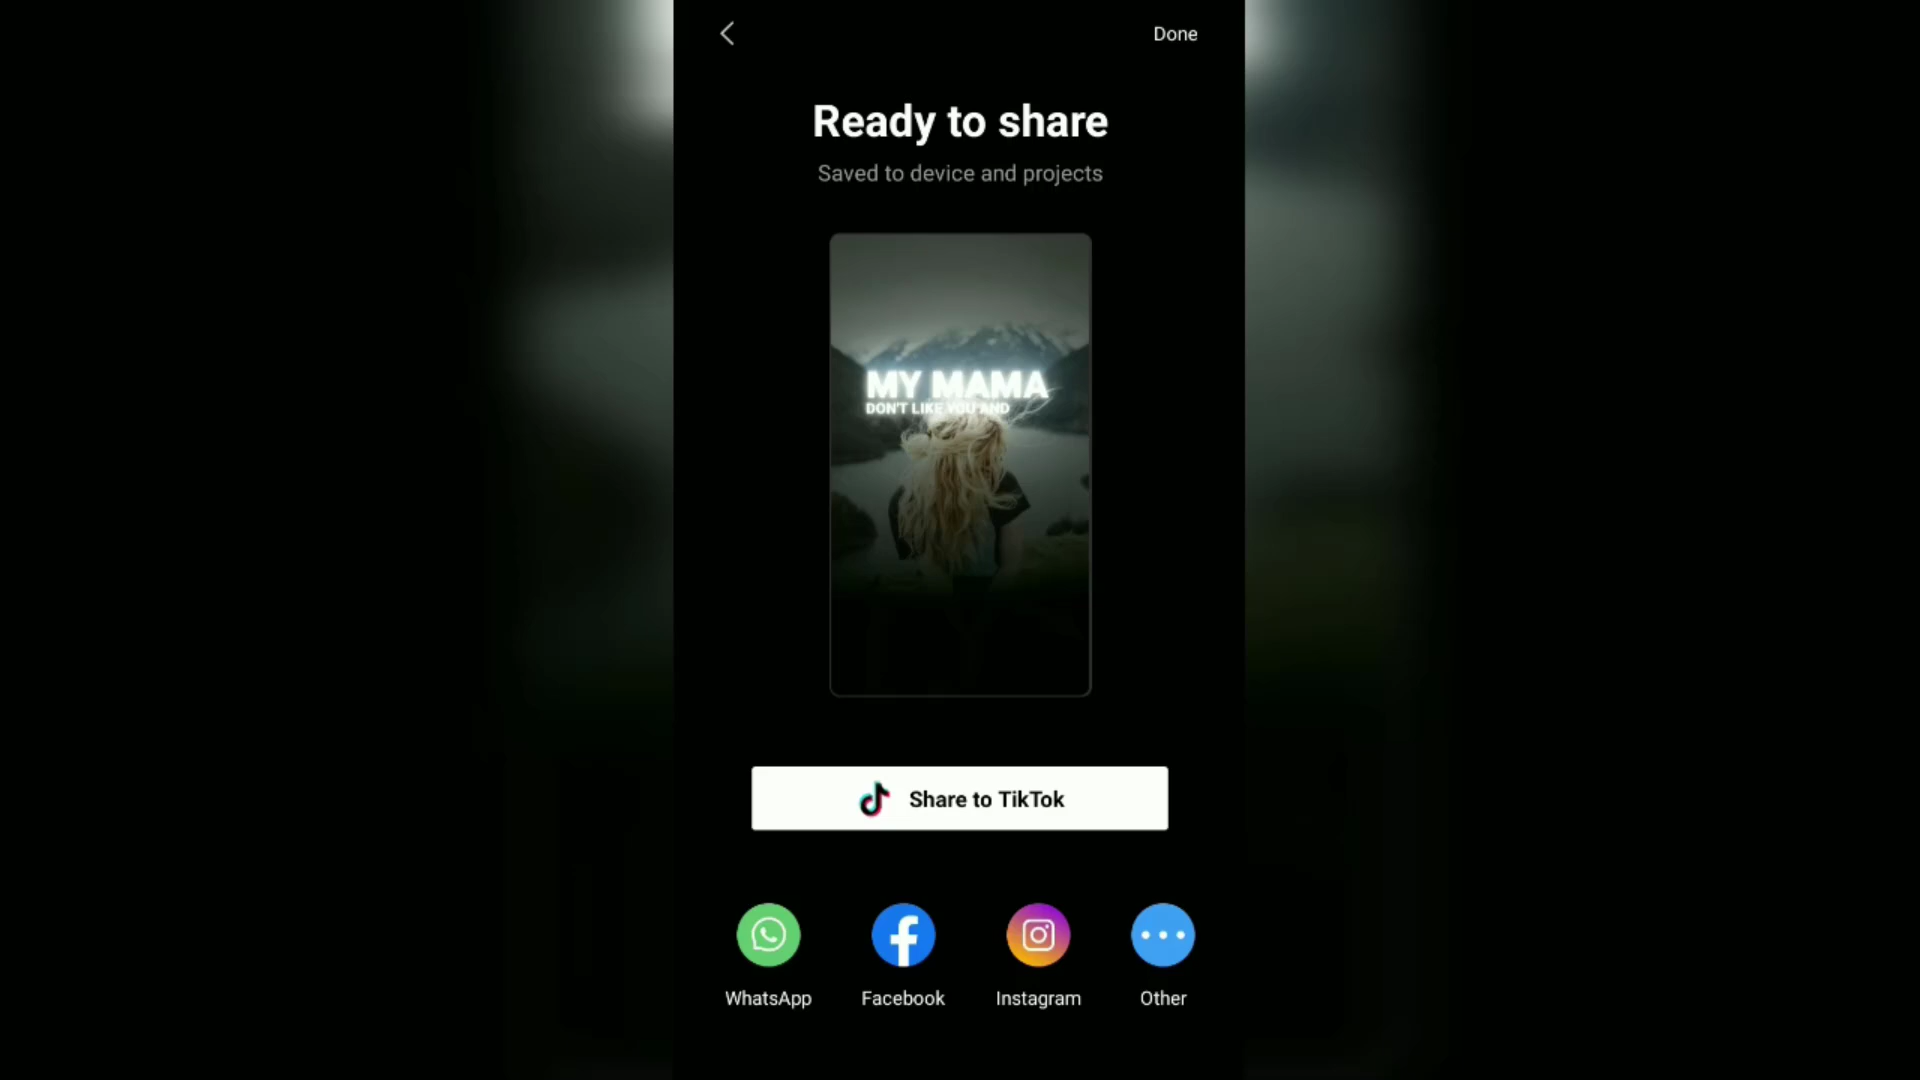 Done
Ready to share
Saved to device and projects
MY MAMA
DON'T LIKE YOU AND
Share to TikTok
WhatsApp
Facebook
Instagram
Other